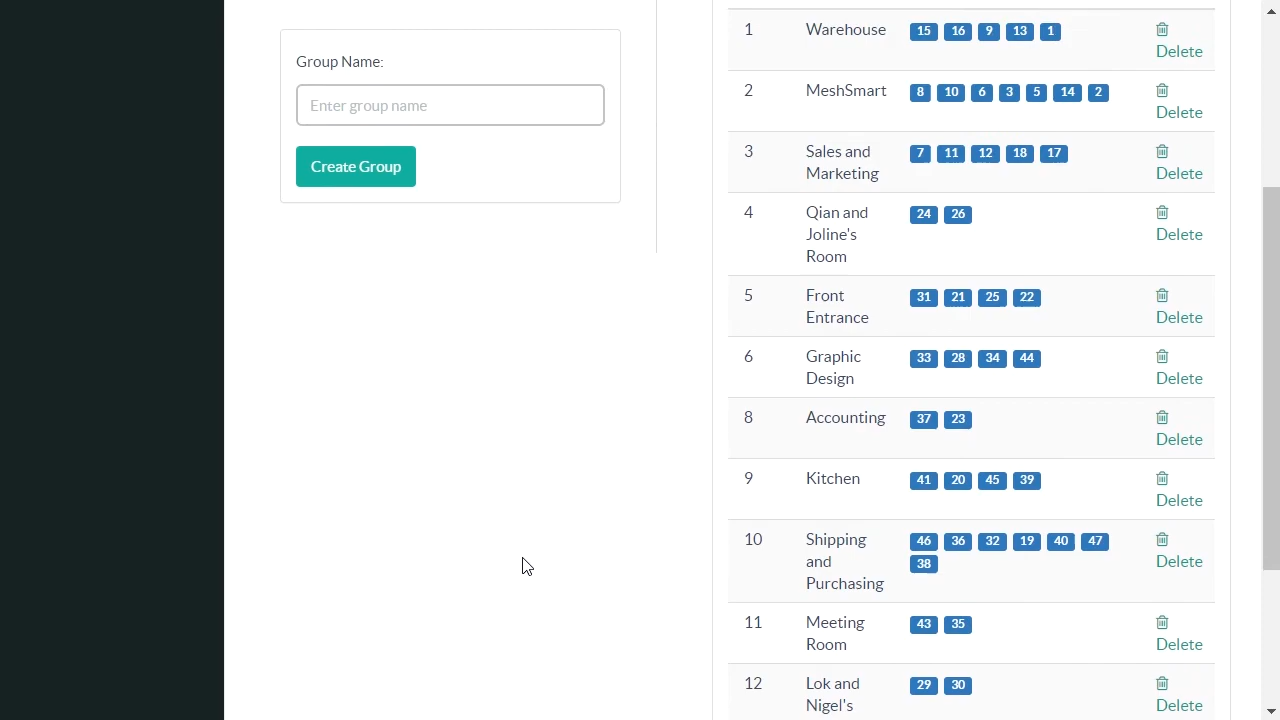 Group Name:
Enter group name
Create Group
1 Warehouse 15 16 9 13 1 Delete
2 MeshSmart 8 10 6 3 5 14 2 Delete
3 Sales and Marketing 7 11 12 18 17 Delete
4 Qian and Joline's Room 24 26 Delete
5 Front Entrance 31 21 25 22 Delete
6 Graphic Design 33 28 34 44 Delete
8 Accounting 37 23 Delete
9 Kitchen 41 20 45 39 Delete
10 Shipping and Purchasing 46 36 32 19 40 47 38 Delete
11 Meeting Room 43 35 Delete
12 Lok and Nigel's 29 30 Delete